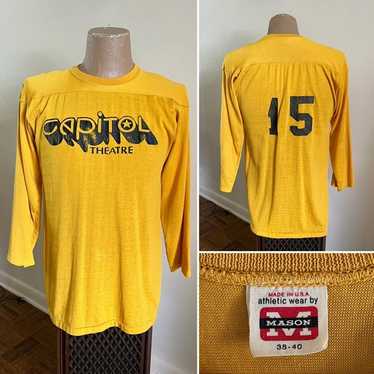 CAPITOL
THEATRE
15
MADE IN U.S.A.
athletic wear by
M
MASON
38-40